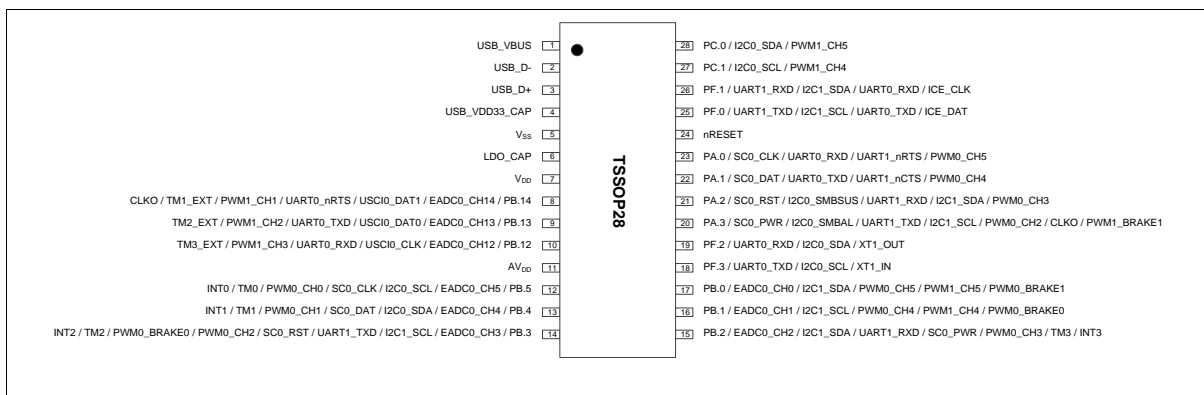 USB_VBUS 1 28 PC.0 / I2C0_SDA / PWM1_CH5
USB_D- 2 27 PC.1 / I2C0_SCL / PWM1_CH4
USB_D+ 3 26 PF.1 / UART1_RXD / I2C1_SDA / UART0_RXD / ICE_CLK
USB_VDD33_CAP 4 25 PF.0 / UART1_TXD / I2C1_SCL / UART0_TXD / ICE_DAT
VSS 5 24 nRESET
LDO_CAP 6 23 PA.0 / SC0_CLK / UART0_RXD / UART1_nRTS / PWM0_CH5
VDD 7 22 PA.1 / SC0_DAT / UART0_TXD / UART1_nCTS / PWM0_CH4
CLKO / TM1_EXT / PWM1_CH1 / UART0_nRTS / USCI0_DAT1 / EADC0_CH14 / PB.14 8 21 PA.2 / SC0_RST / I2C0_SMBSUS / UART1_RXD / I2C1_SDA / PWM0_CH3
TM2_EXT / PWM1_CH2 / UART0_TXD / USCI0_DAT0 / EADC0_CH13 / PB.13 9 20 PA.3 / SC0_PWR / I2C0_SMBAL / UART1_TXD / I2C1_SCL / PWM0_CH2 / CLKO / PWM1_BRAKE1
TM3_EXT / PWM1_CH3 / UART0_RXD / USCI0_CLK / EADC0_CH12 / PB.12 10 19 PF.2 / UART0_RXD / I2C0_SDA / XT1_OUT
AVDD 11 18 PF.3 / UART0_TXD / I2C0_SCL / XT1_IN
INT0 / TM0 / PWM0_CH0 / SC0_CLK / I2C0_SCL / EADC0_CH5 / PB.5 12 17 PB.0 / EADC0_CH0 / I2C1_SDA / PWM0_CH5 / PWM1_CH5 / PWM0_BRAKE1
INT1 / TM1 / PWM0_CH1 / SC0_DAT / I2C0_SDA / EADC0_CH4 / PB.4 13 16 PB.1 / EADC0_CH1 / I2C1_SCL / PWM0_CH4 / PWM1_CH4 / PWM0_BRAKE0
INT2 / TM2 / PWM0_BRAKE0 / PWM0_CH2 / SC0_RST / UART1_TXD / I2C1_SCL / EADC0_CH3 / PB.3 14 15 PB.2 / EADC0_CH2 / I2C1_SDA / UART1_RXD / SC0_PWR / PWM0_CH3 / TM3 / INT3
TSSOP28